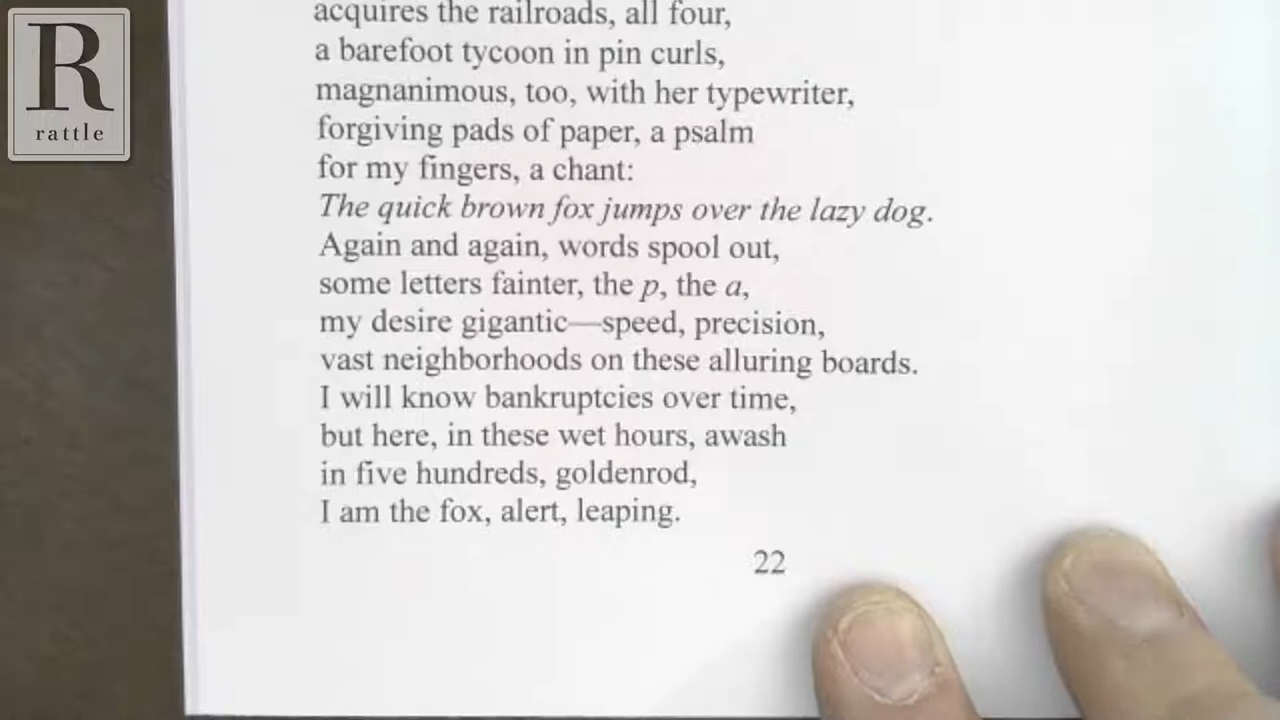 R
rattle
acquires the railroads, all four,
a barefoot tycoon in pin curls,
magnanimous, too, with her typewriter,
forgiving pads of paper, a psalm
for my fingers, a chant:
The quick brown fox jumps over the lazy dog.
Again and again, words spool out,
some letters fainter, the p, the a,
my desire gigantic—speed, precision,
vast neighborhoods on these alluring boards.
I will know bankruptcies over time,
but here, in these wet hours, awash
in five hundreds, goldenrod,
I am the fox, alert, leaping.
22